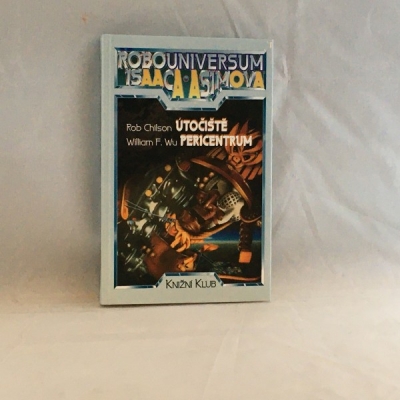 ROBOUNIVERSUM
ISAACA ASIMOVA
Rob Chilson ÚTOČIŠTĚ
William F. Wu PERICENTRUM
KNIŽNÍ KLUB